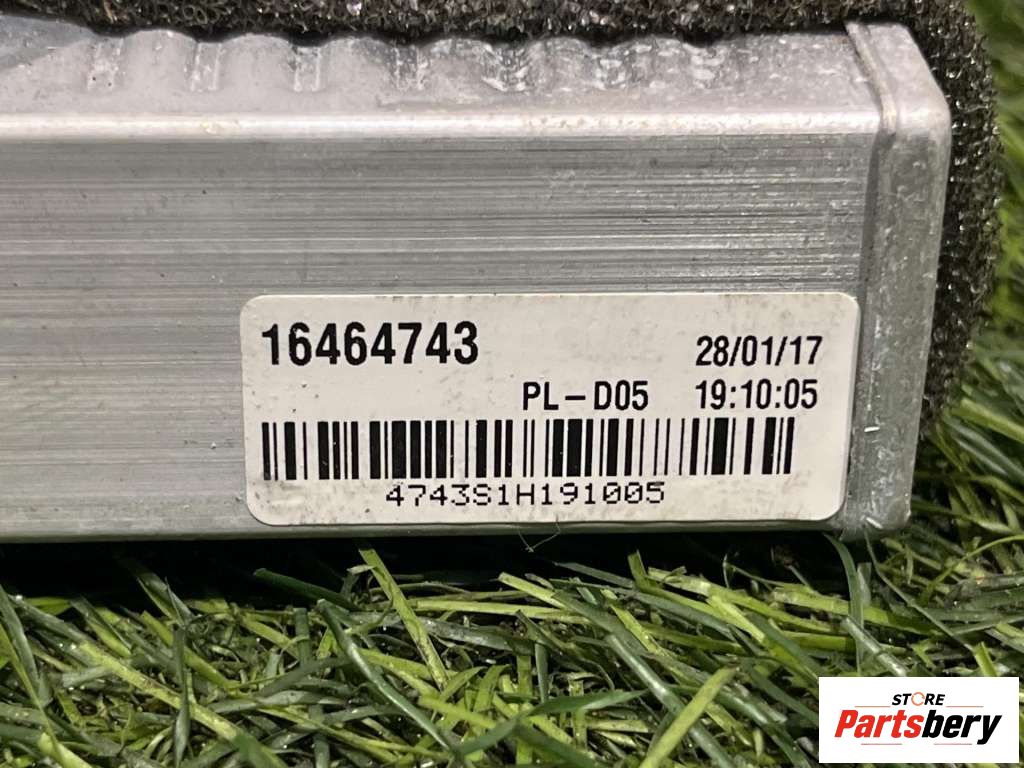 16464743 28/01/17
PL-D05 19:10:05
4743S1H191005
STORE
Partsbery